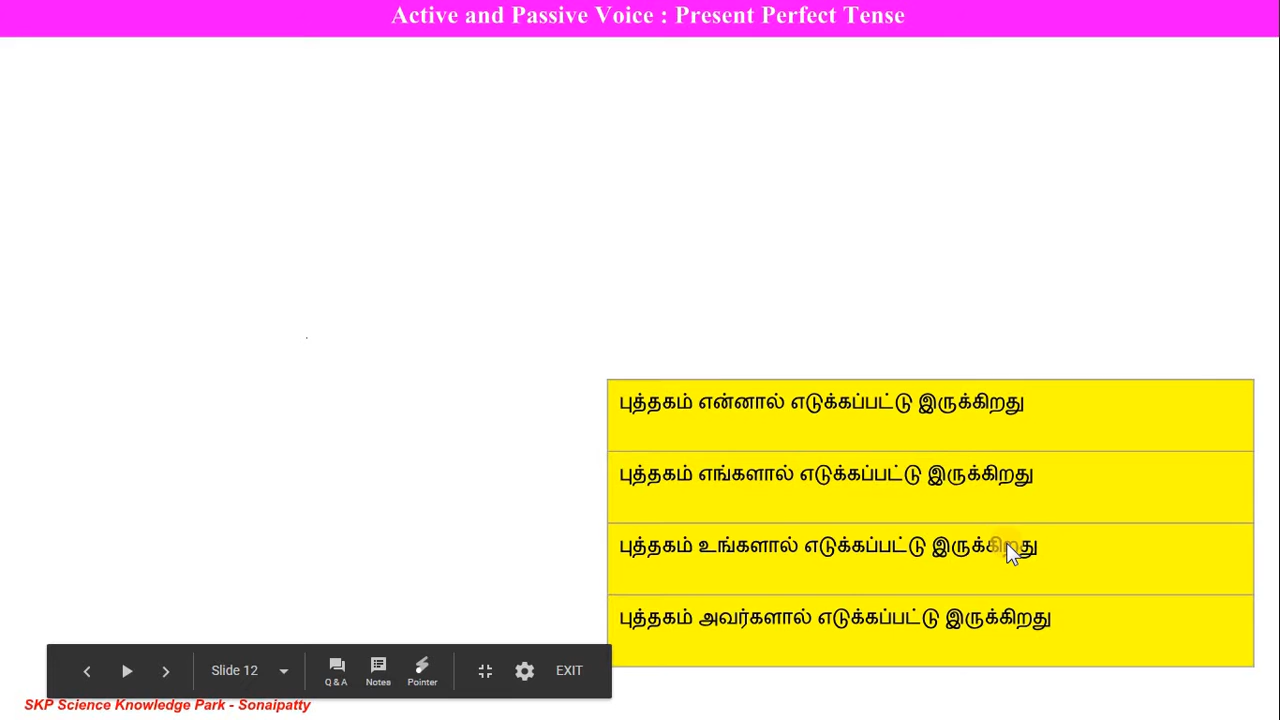 Active and Passive Voice : Present Perfect Tense
புத்தகம் என்னால் எடுக்கப்பட்டு இருக்கிறது
புத்தகம் எங்களால் எடுக்கப்பட்டு இருக்கிறது
புத்தகம் உங்களால் எடுக்கப்பட்டு இருக்கிறது
புத்தகம் அவர்களால் எடுக்கப்பட்டு இருக்கிறது
Slide 12
Q & A
Notes
Pointer
EXIT
SKP Science Knowledge Park - Sonaipatty